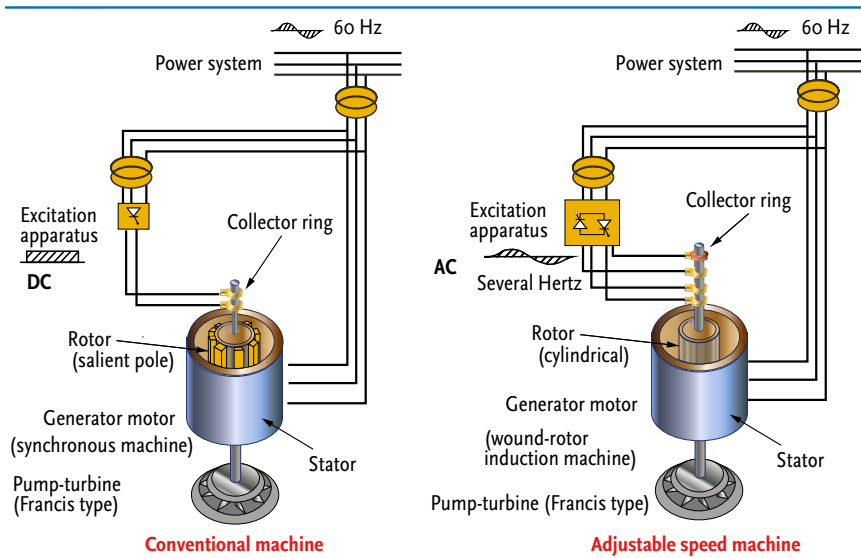 60 Hz
Power system
Excitation
apparatus
DC
Collector ring
Rotor
(salient pole)
Generator motor
(synchronous machine)
Stator
Pump-turbine
(Francis type)
Conventional machine
60 Hz
Power system
Excitation
apparatus
Collector ring
AC
Several Hertz
Rotor
(cylindrical)
Generator motor
(wound-rotor
induction machine)
Stator
Pump-turbine (Francis type)
Adjustable speed machine